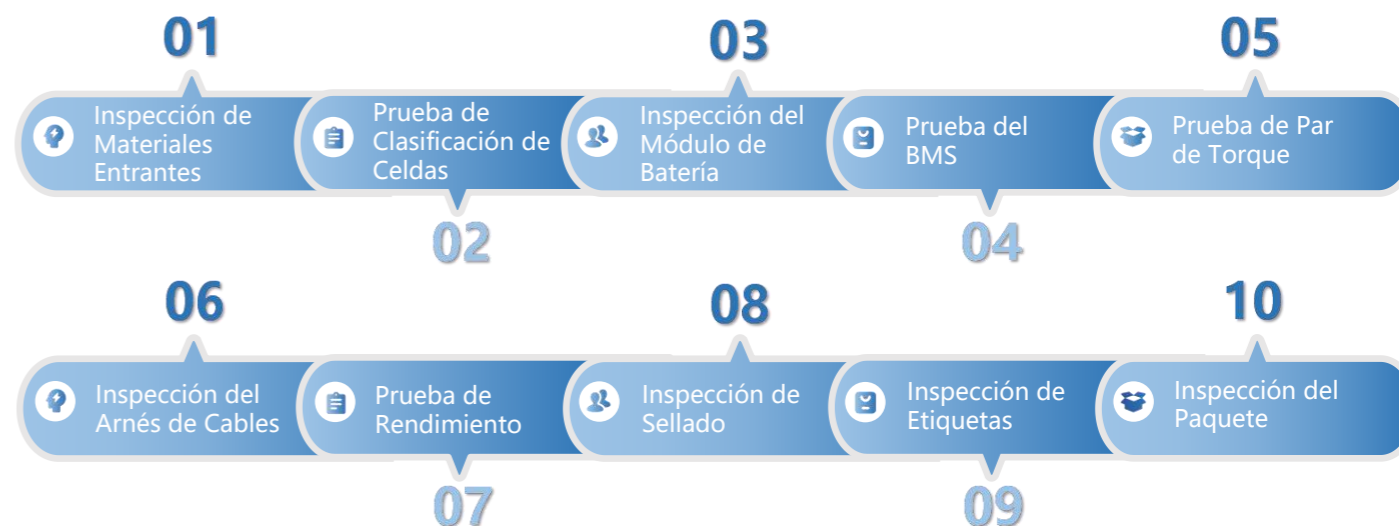 01
Inspección de
Materiales
Entrantes
Prueba de
Clasificación de
Celdas
02
03
Inspección del
Módulo de
Batería
Prueba del
BMS
04
05
Prueba de Par
de Torque
06
Inspección del
Arnés de Cables
Prueba de
Rendimiento
07
08
Inspección de
Sellado
Inspección de
Etiquetas
09
10
Inspección del
Paquete